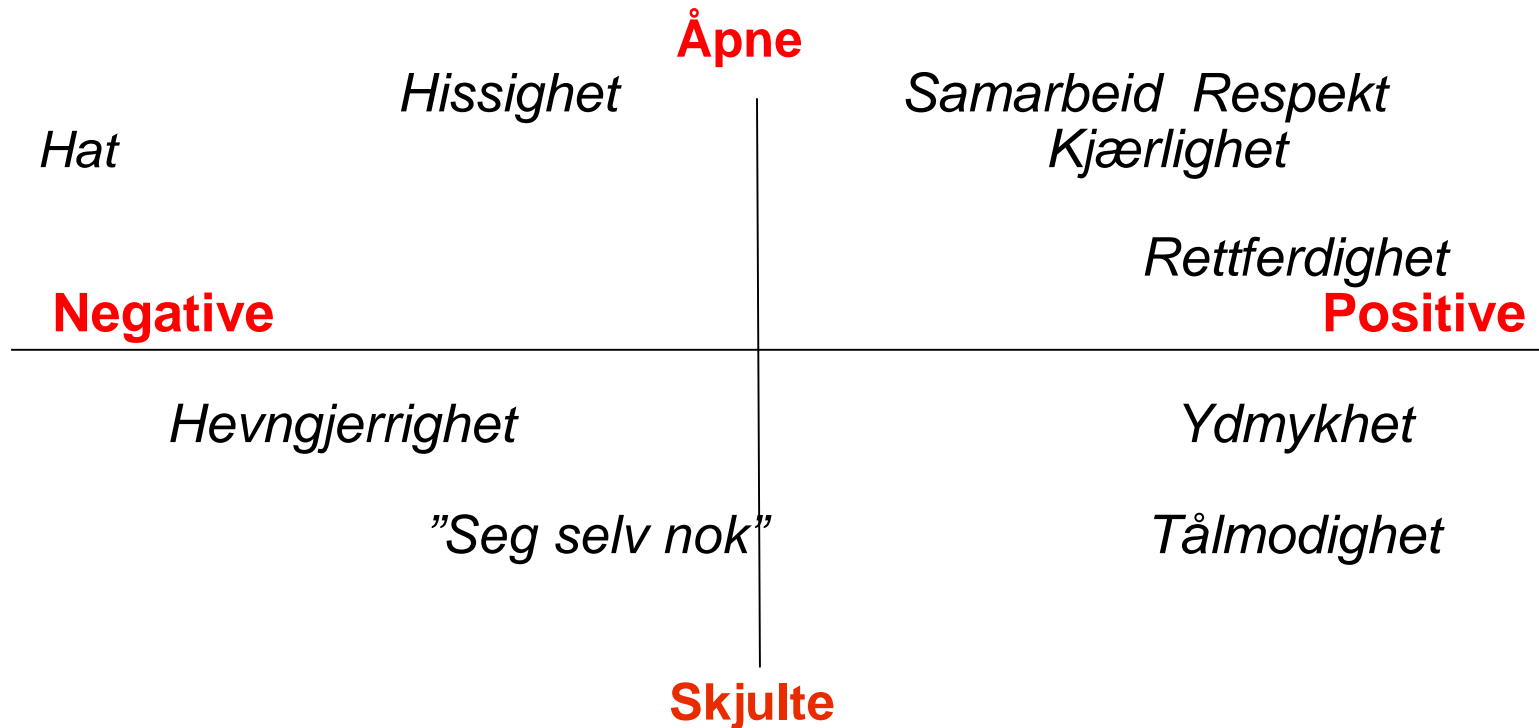 Åpne
Hissighet
Samarbeid Respekt
Hat
Kjærlighet
Rettferdighet
Negative
Positive
Hevngjerrighet
Ydmykhet
”Seg selv nok”
Tålmodighet
Skjulte